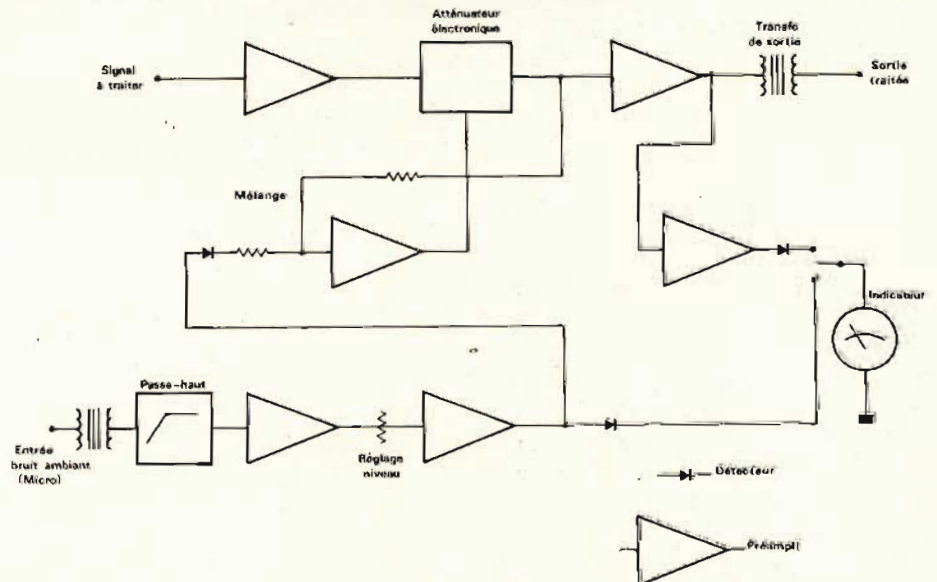 Atténuateur
électronique
Transfo
de sortie
Signal
à traiter
Sortie
traitée
Mélange
Indicateur
Passe-haut
Entrée
bruit ambiant
(Micro)
Réglage
niveau
Détecteur
Préampli